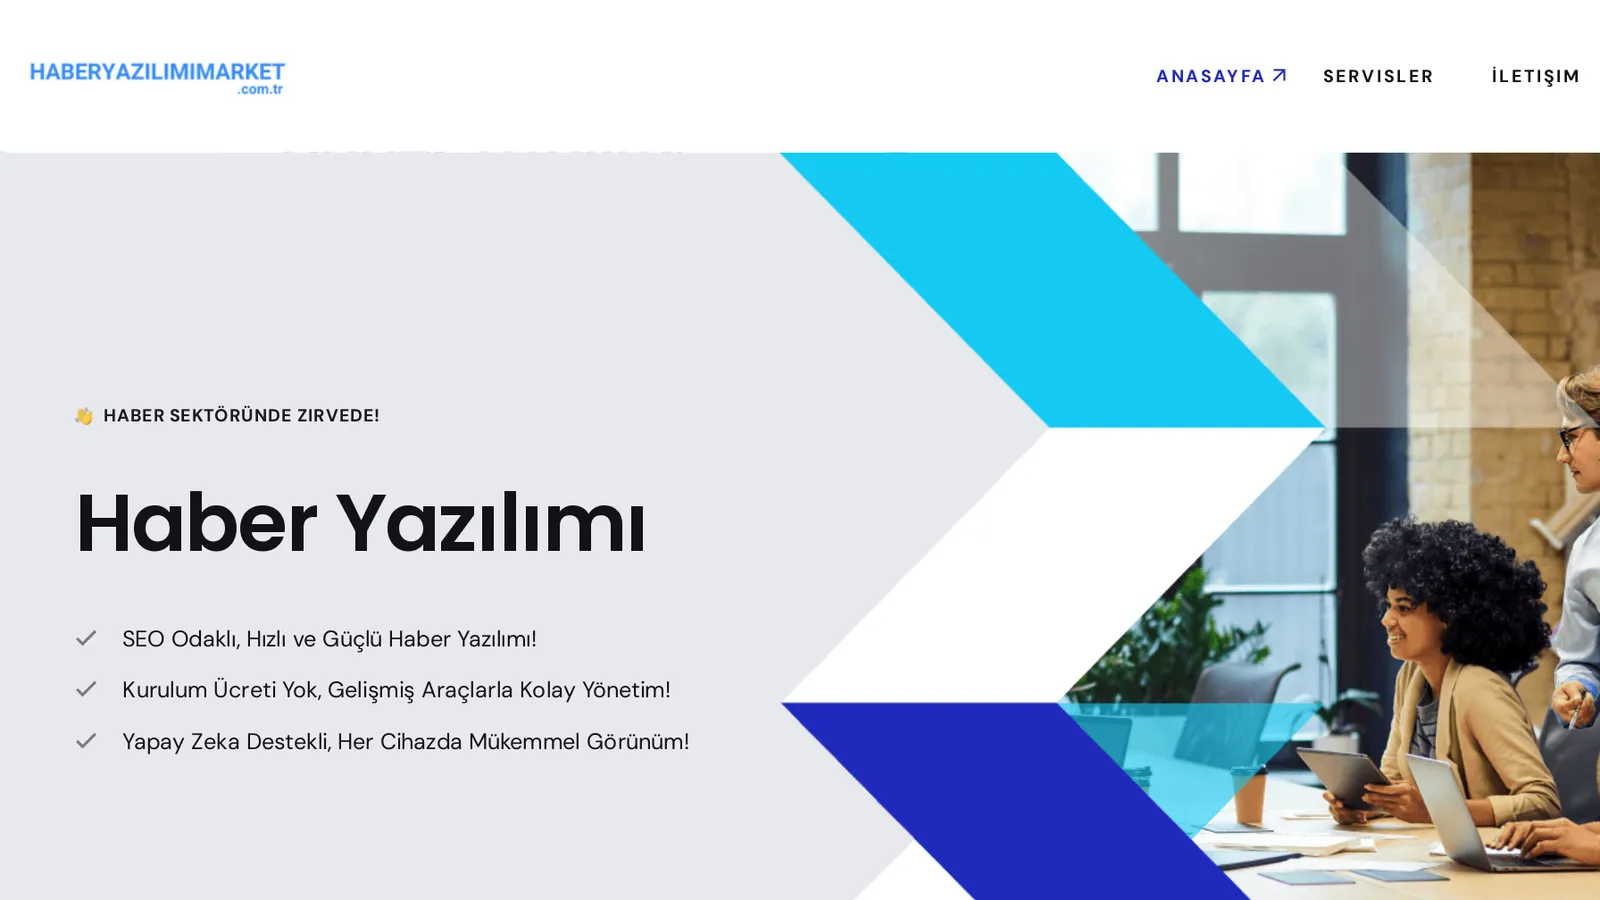 HABERYAZILIMIMARKET
.com.tr
ANASAYFA
SERVISLER
İLETIŞIM
HABER SEKTÖRÜNDE ZIRVEDE!
Haber Yazılımı
SEO Odaklı, Hızlı ve Güçlü Haber Yazılımı!
Kurulum Ücreti Yok, Gelişmiş Araçlarla Kolay Yönetim!
Yapay Zeka Destekli, Her Cihazda Mükemmel Görünüm!